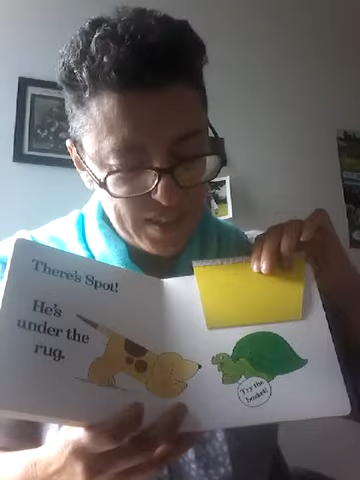 There's Spot!
He's
under the
rug.
Try the
basket!